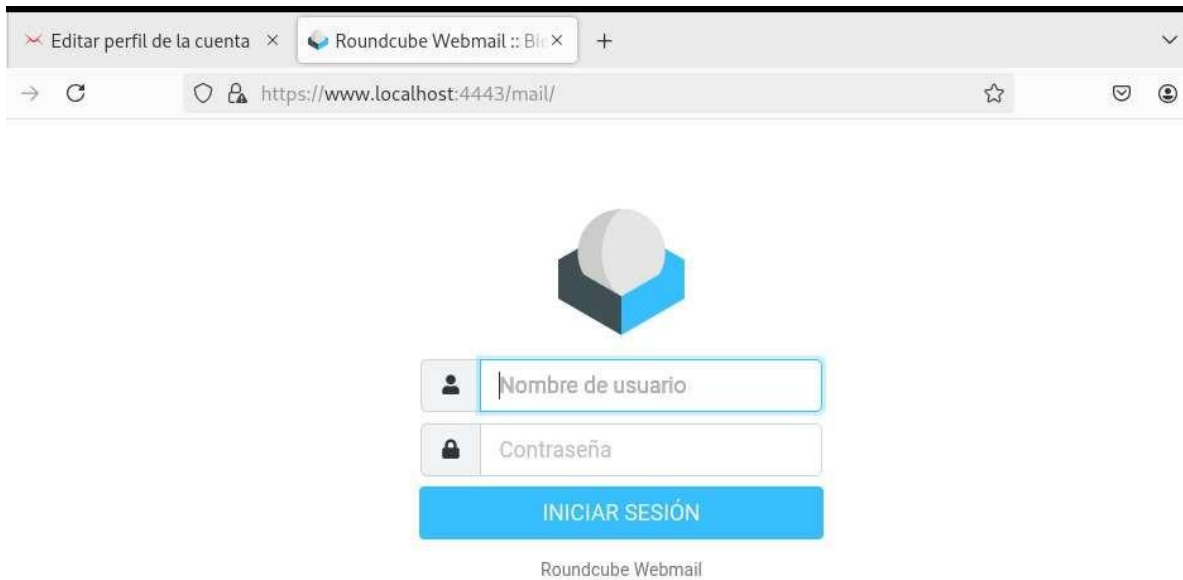 Editar perfil de la cuenta
Roundcube Webmail :: Bie
https://www.localhost:4443/mail/
Nombre de usuario
Contraseña
INICIAR SESIÓN
Roundcube Webmail